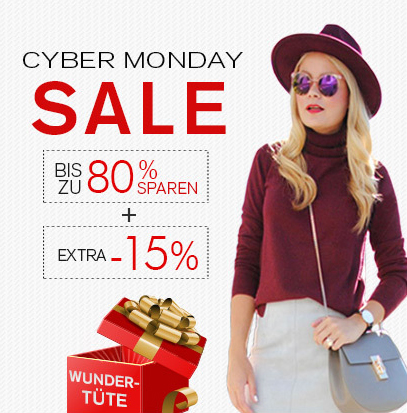 CYBER MONDAY
SALE
BIS ZU 80% SPAREN
+
EXTRA -15%
WUNDER-
TÜTE